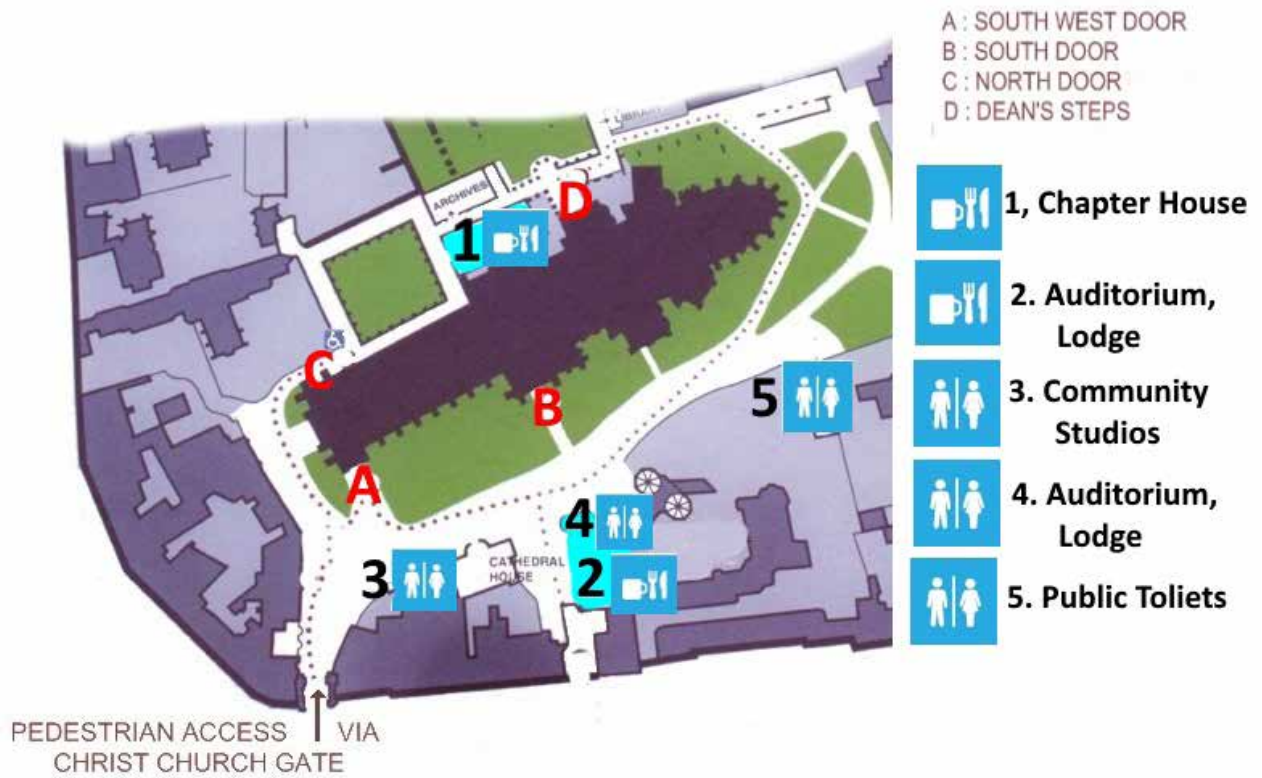 A : SOUTH WEST DOOR
B : SOUTH DOOR
C : NORTH DOOR
D : DEAN'S STEPS
LIBRARY
ARCHIVES
D
1
1, Chapter House
2. Auditorium,
Lodge
C
B
5
3. Community
Studios
A
4
4. Auditorium,
Lodge
3
CATHEDRAL
HOUSE
2
5. Public Toliets
PEDESTRIAN ACCESS VIA
CHRIST CHURCH GATE